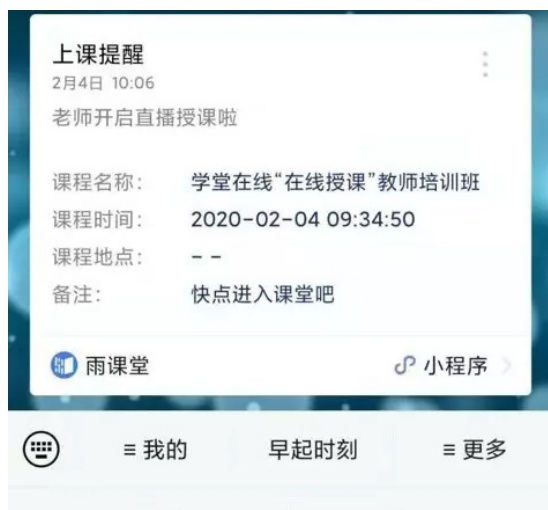 上课提醒
2月4日 10:06
老师开启直播授课啦
课程名称： 学堂在线“在线授课”教师培训班
课程时间： 2020-02-04 09:34:50
课程地点： - -
备注： 快点进入课堂吧
雨课堂 小程序
≡ 我的 早起时刻 ≡ 更多